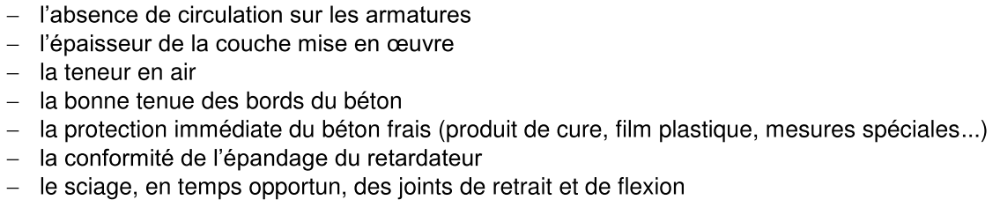 – l’absence de circulation sur les armatures
– l’épaisseur de la couche mise en œuvre
– la teneur en air
– la bonne tenue des bords du béton
– la protection immédiate du béton frais (produit de cure, film plastique, mesures spéciales...)
– la conformité de l’épandage du retardateur
– le sciage, en temps opportun, des joints de retrait et de flexion